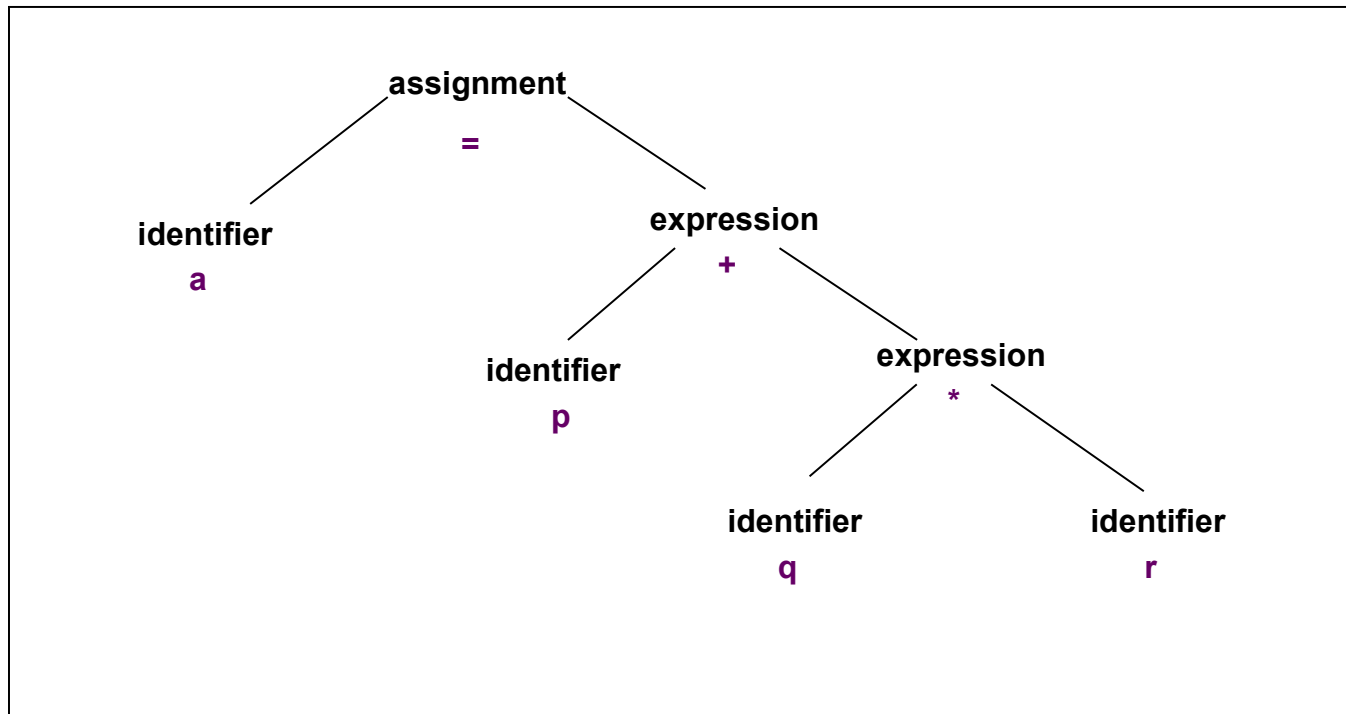 assignment
=
identifier
a
expression
+
identifier
p
expression
*
identifier
q
identifier
r